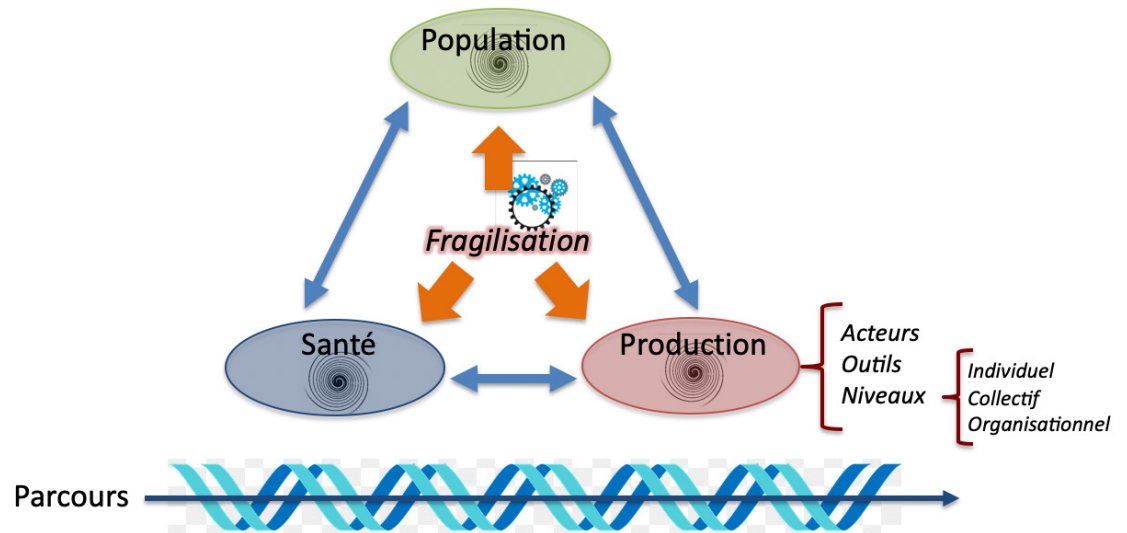 Population
Fragilisation
Santé
Production
Acteurs
Outils
Niveaux
Individuel
Collectif
Organisationnel
Parcours